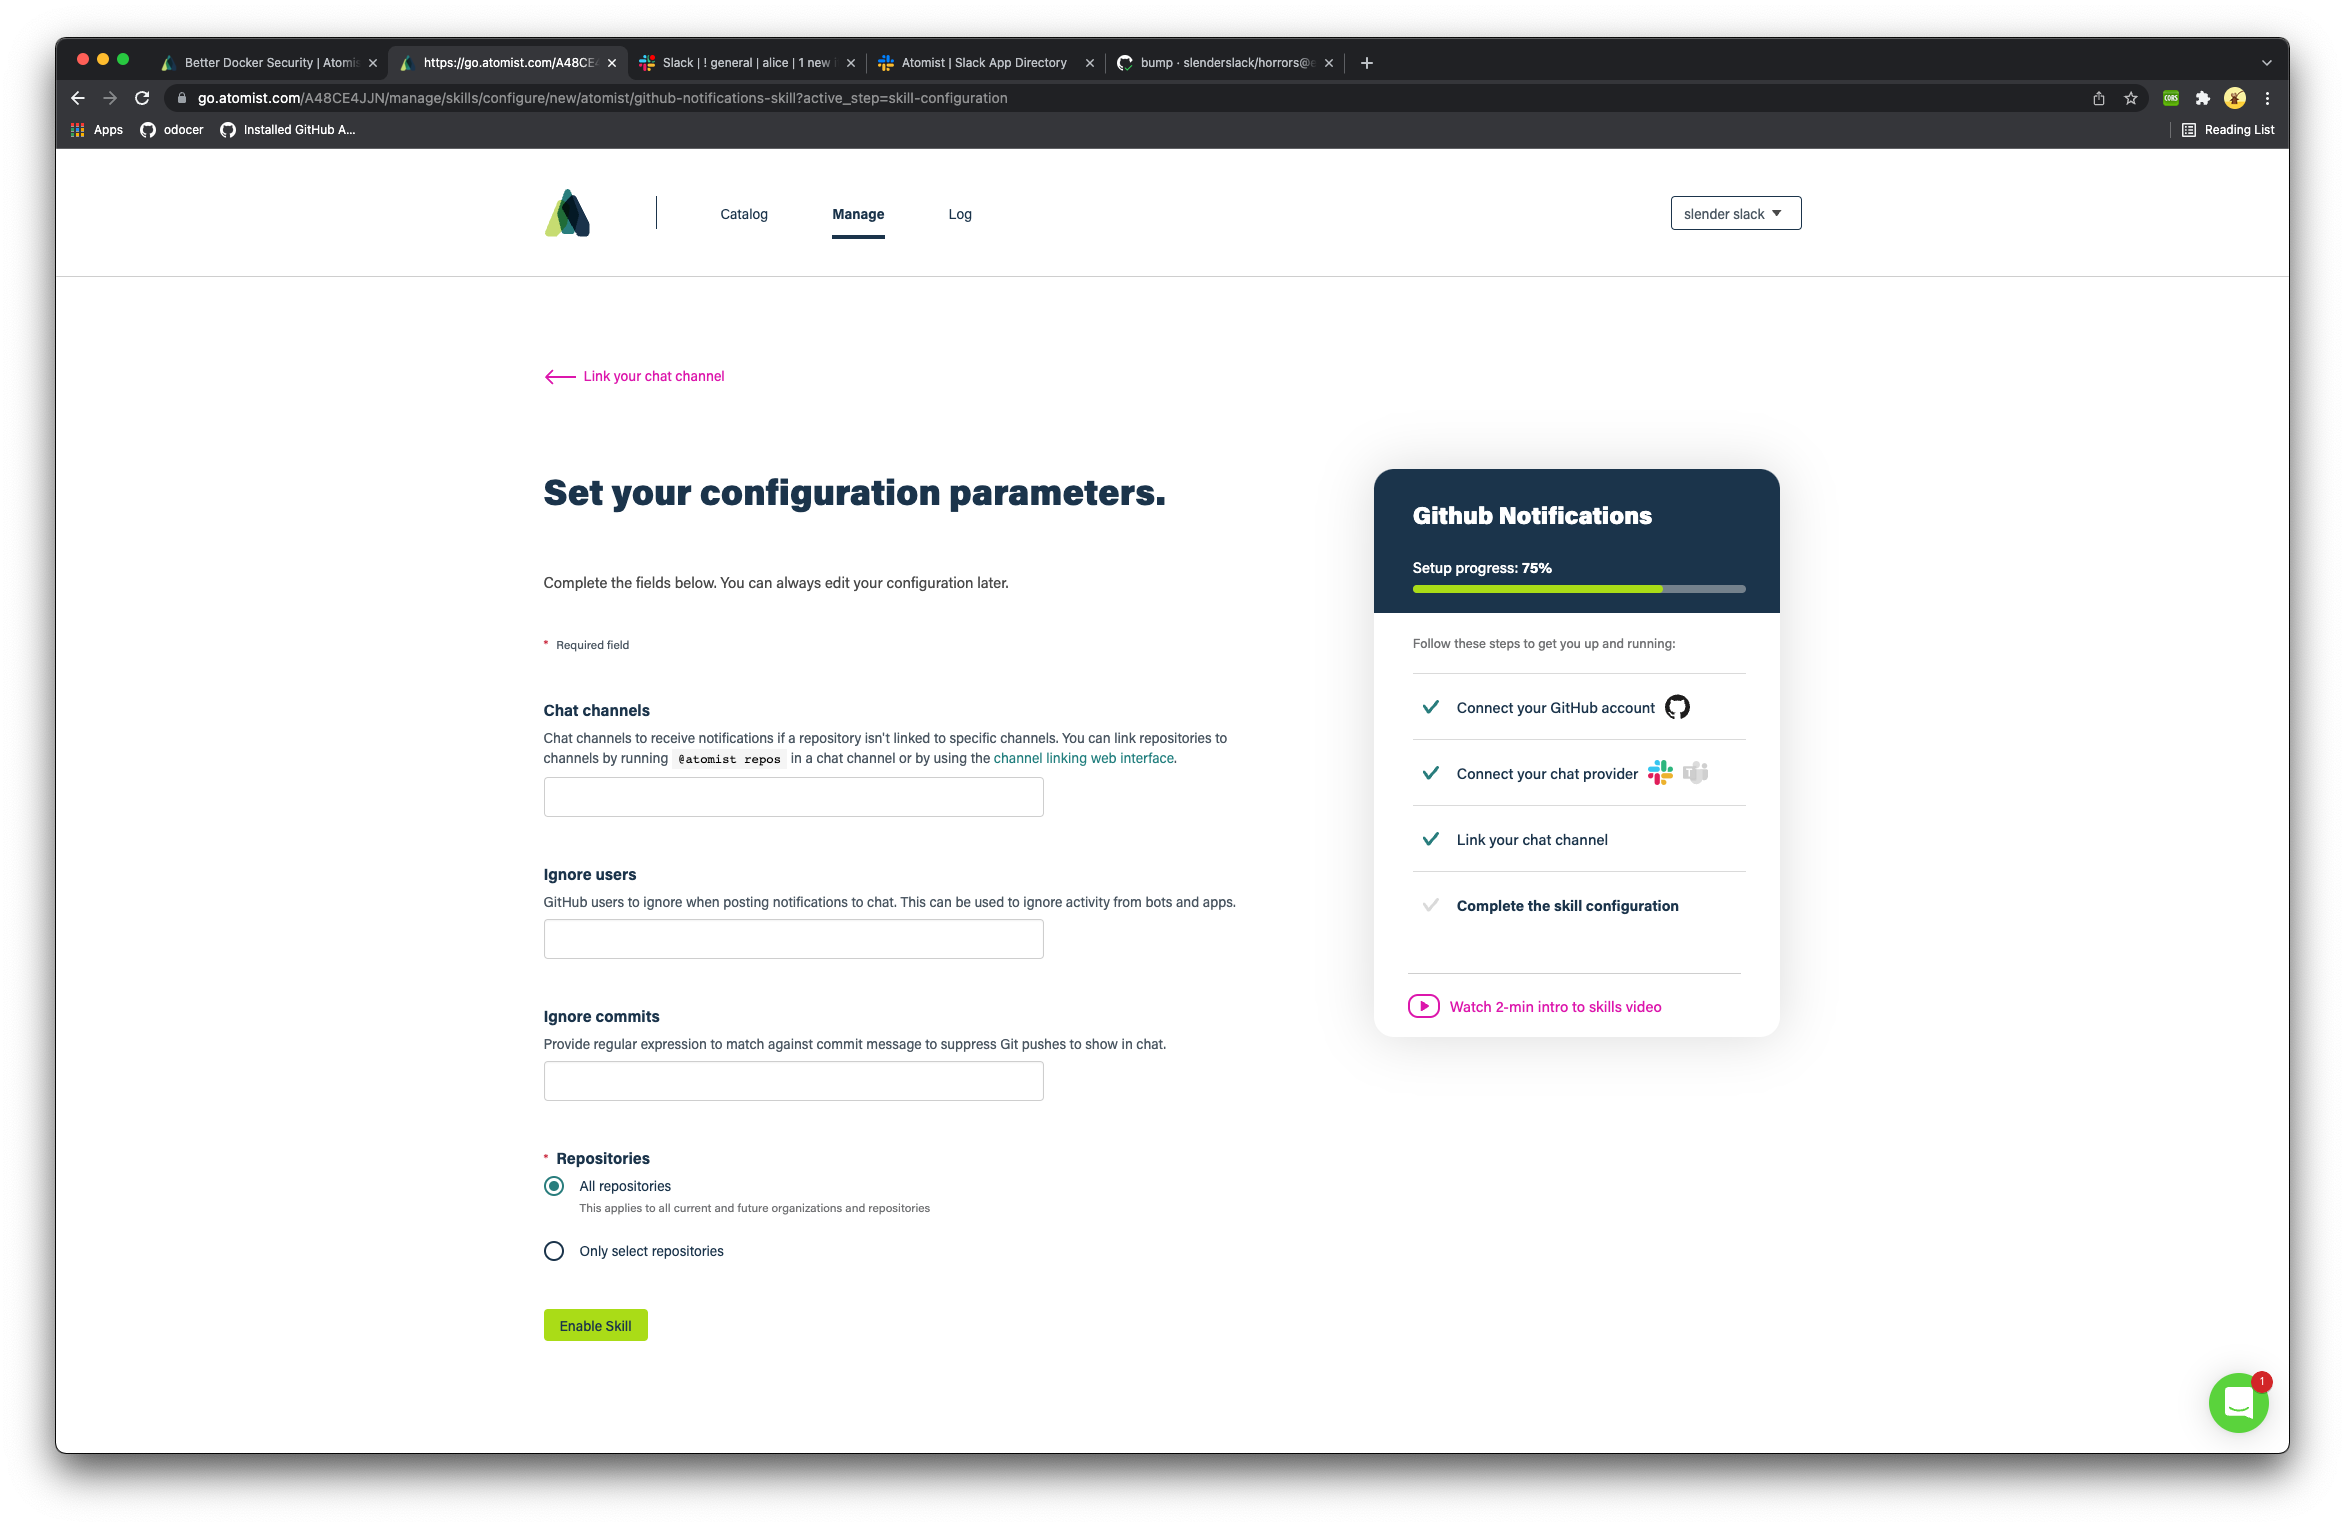 Better Docker Security | Atomis
https://go.atomist.com/A48CE4
Slack | ! general | alice | 1 new i
Atomist | Slack App Directory
bump · slenderslack/horrors@e
go.atomist.com/A48CE4JJN/manage/skills/configure/new/atomist/github-notifications-skill?active_step=skill-configuration
CORS
Apps
odocer
Installed GitHub A...
Reading List
Catalog
Manage
Log
slender slack
Link your chat channel
Set your configuration parameters.
Complete the fields below. You can always edit your configuration later.
* Required field
Chat channels
Chat channels to receive notifications if a repository isn't linked to specific channels. You can link repositories to
channels by running @atomist repos in a chat channel or by using the channel linking web interface.
Ignore users
GitHub users to ignore when posting notifications to chat. This can be used to ignore activity from bots and apps.
Ignore commits
Provide regular expression to match against commit message to suppress Git pushes to show in chat.
* Repositories
All repositories
This applies to all current and future organizations and repositories
Only select repositories
Enable Skill
Github Notifications
Setup progress: 75%
Follow these steps to get you up and running:
Connect your GitHub account
Connect your chat provider
Link your chat channel
Complete the skill configuration
Watch 2-min intro to skills video
1